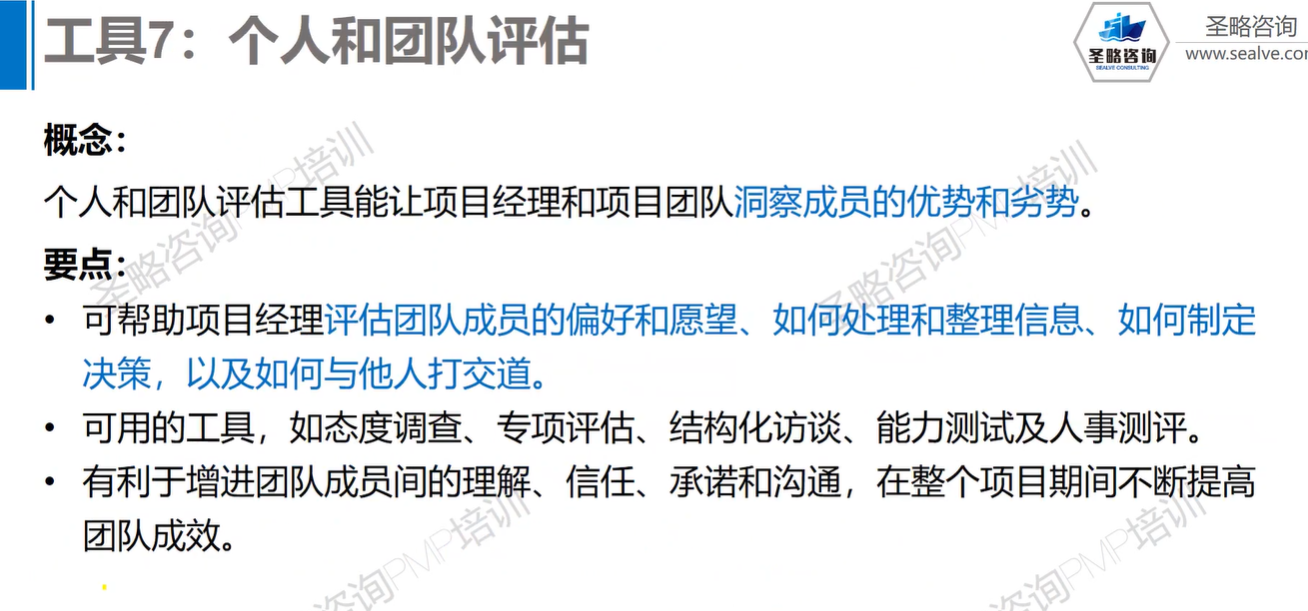 工具7：个人和团队评估
圣略咨询
www.sealve.com
圣略咨询
SEALVE CONSULTING
概念：
个人和团队评估工具能让项目经理和项目团队洞察成员的优势和劣势。
要点：
• 可帮助项目经理评估团队成员的偏好和愿望、如何处理和整理信息、如何制定
决策，以及如何与他人打交道。
• 可用的工具，如态度调查、专项评估、结构化访谈、能力测试及人事测评。
• 有利于增进团队成员间的理解、信任、承诺和沟通，在整个项目期间不断提高
团队成效。
圣略咨询PMP培训
圣略咨询PMP培训
咨询PMP培训
咨询PMP培训